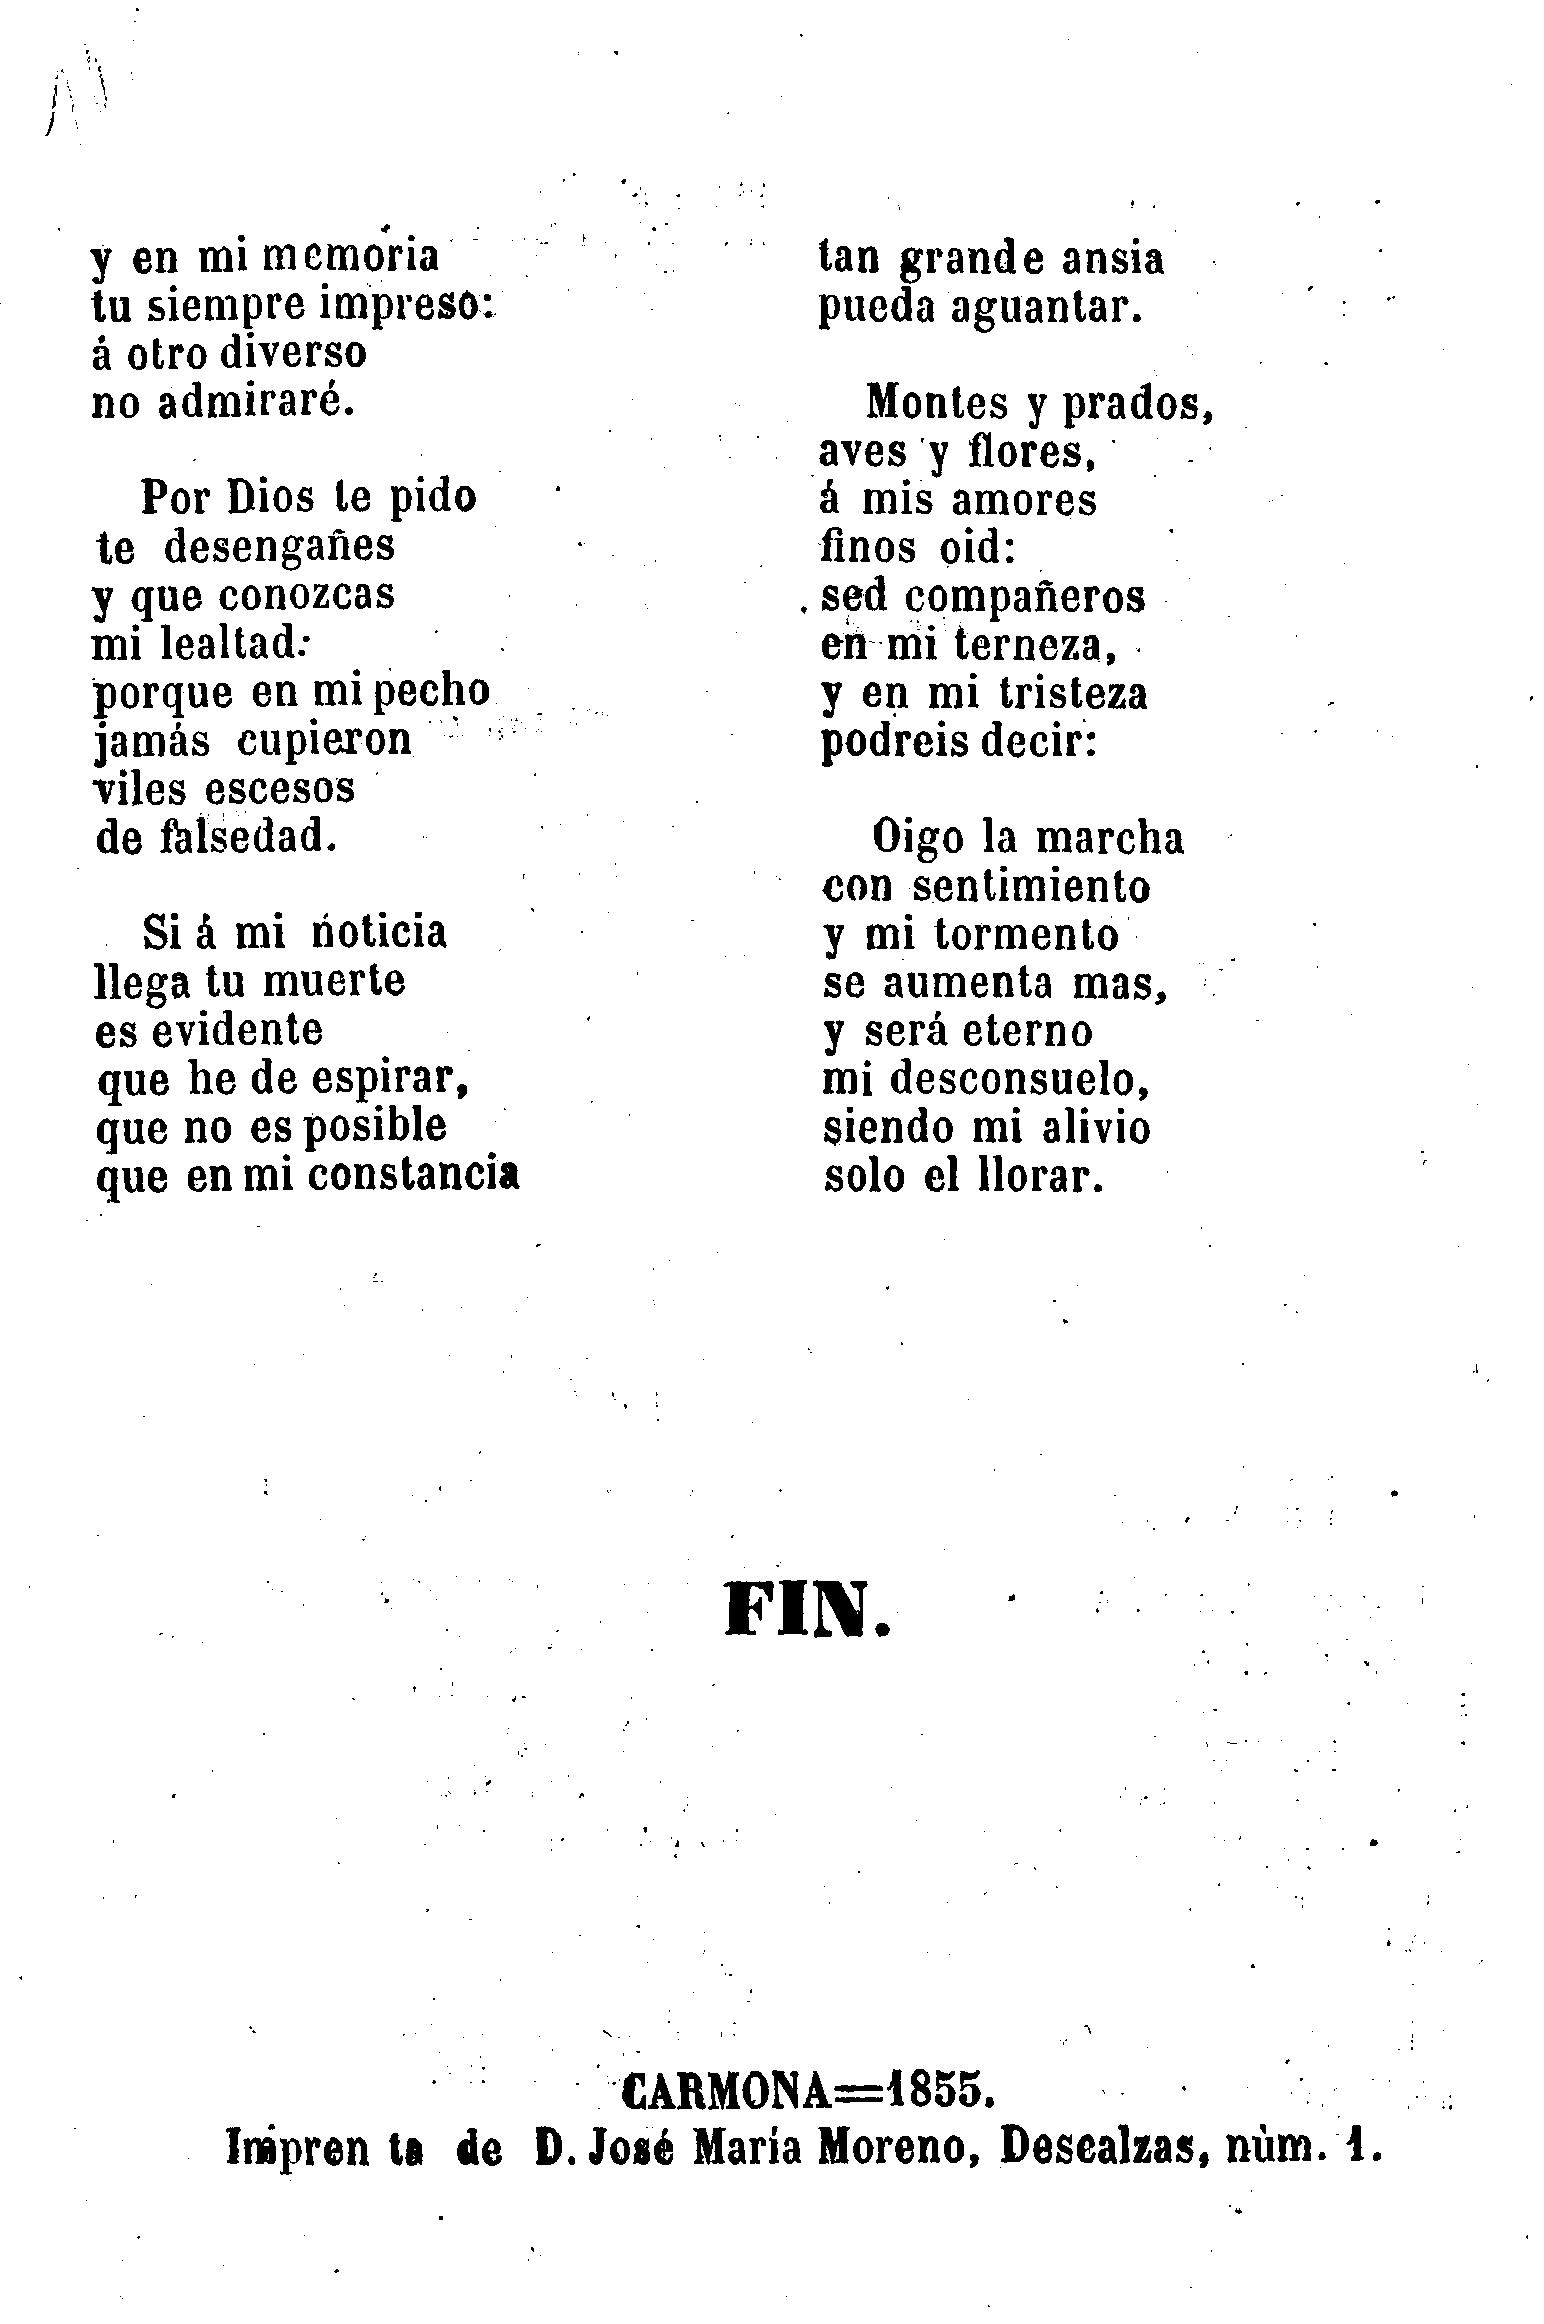 y en mi memoria
tu siempre impreso:
á otro diverso
no admiraré.
Por Dios te pido
te desengañes
y que conozcas
mi lealtad:
porque en mi pecho
jamás cupieron
viles escesos
de falsedad.
Si á mi noticia
llega tu muerte
es evidente
que he de espirar,
que no es posible
que en mi constancia
tan grande ansia
pueda aguantar.
Montes y prados,
aves y flores,
á mis amores
finos oid:
sed compañeros
en mi terneza,
y en mi tristeza
podreis decir:
Oigo la marcha
con sentimiento
y mi tormento
se aumenta mas,
y será eterno
mi desconsuelo,
siendo mi alivio
solo el llorar.
FIN.
CARMONA=1855.
Impren ta de D. José María Moreno, Descalzas, nùm. 1.